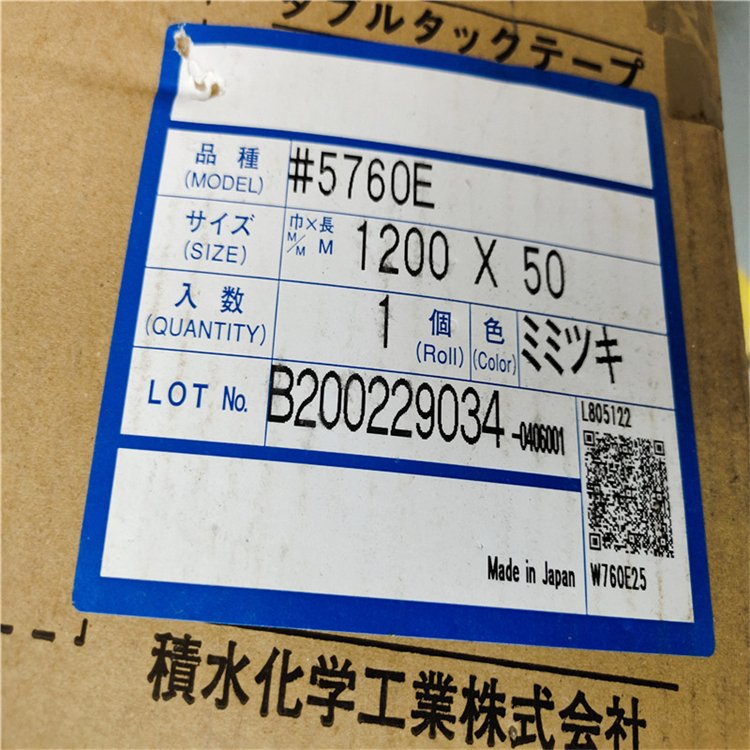 ダブルタックテープ
品種 #5760E
(MODEL)
サイズ 巾×長 1200 X 50
(SIZE) M/M M
入数 1 個 色 ミミツキ
(QUANTITY) (Roll) (Color)
LOT No. B200229034-0406001
L805122
Made in Japan W760E25
積水化学工業株式会社